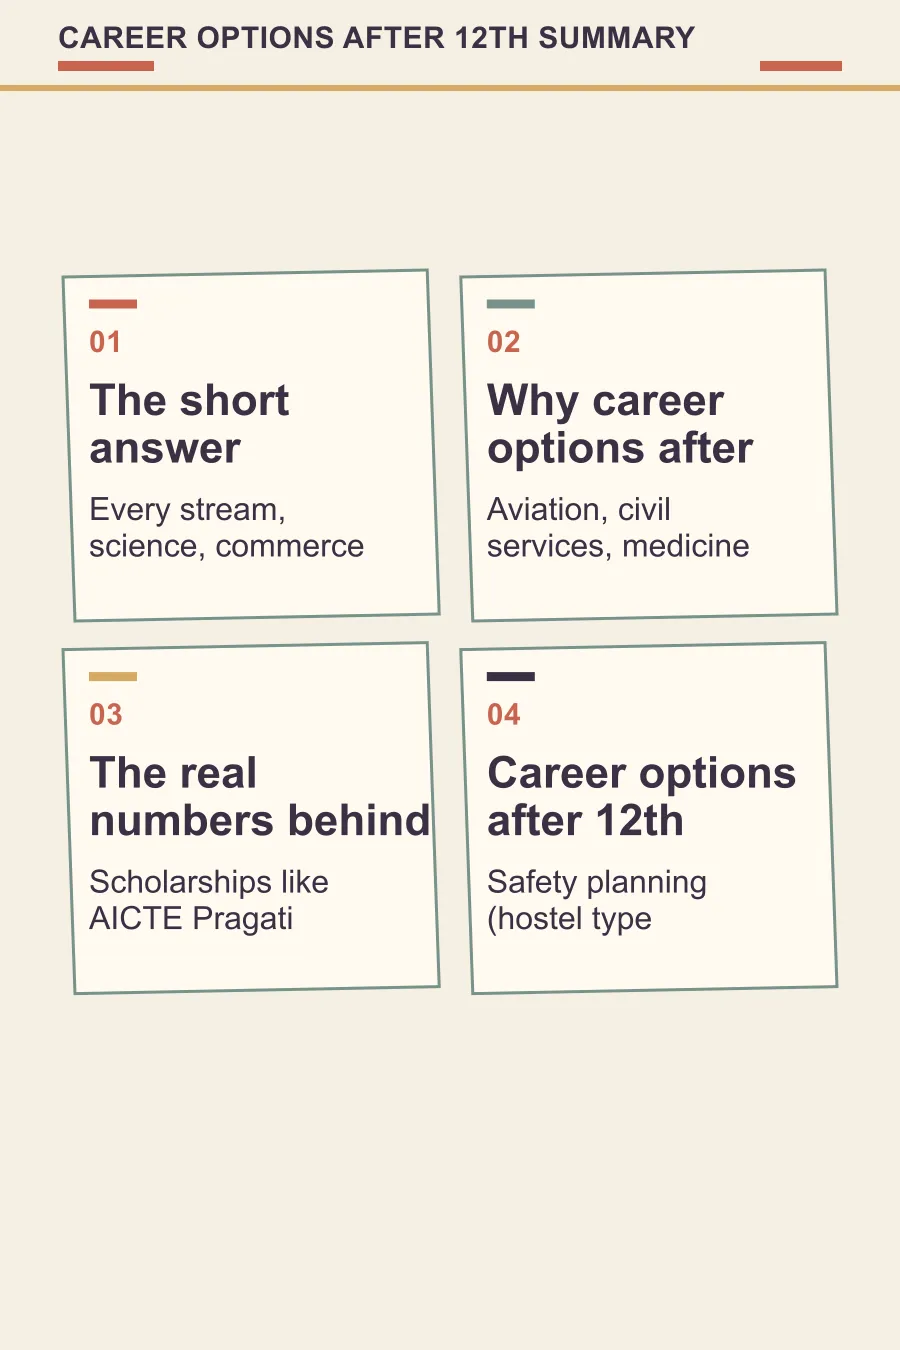 CAREER OPTIONS AFTER 12TH SUMMARY
01
The short
answer
Every stream,
science, commerce
02
Why career
options after
Aviation, civil
services, medicine
03
The real
numbers behind
Scholarships like
AICTE Pragati
04
Career options
after 12th
Safety planning
(hostel type